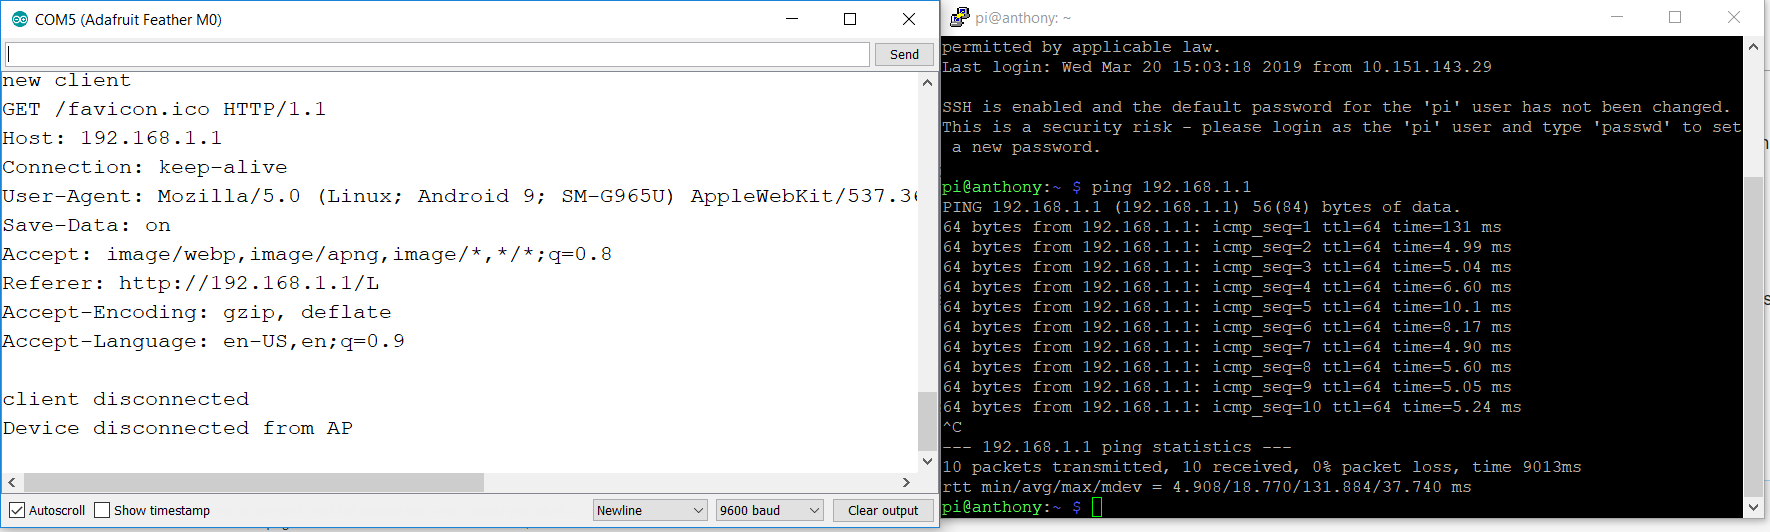 COM5 (Adafruit Feather M0)
Send
new client
GET /favicon.ico HTTP/1.1
Host: 192.168.1.1
Connection: keep-alive
User-Agent: Mozilla/5.0 (Linux; Android 9; SM-G965U) AppleWebKit/537.36
Save-Data: on
Accept: image/webp,image/apng,image/*,*/*;q=0.8
Referer: http://192.168.1.1/L
Accept-Encoding: gzip, deflate
Accept-Language: en-US,en;q=0.9
client disconnected
Device disconnected from AP
Autoscroll
Show timestamp
Newline
9600 baud
Clear output
pi@anthony: ~
permitted by applicable law.
Last login: Wed Mar 20 15:03:18 2019 from 10.151.143.29
SSH is enabled and the default password for the 'pi' user has not been changed.
This is a security risk - please login as the 'pi' user and type 'passwd' to set
a new password.
pi@anthony:~ $ ping 192.168.1.1
PING 192.168.1.1 (192.168.1.1) 56(84) bytes of data.
64 bytes from 192.168.1.1: icmp_seq=1 ttl=64 time=131 ms
64 bytes from 192.168.1.1: icmp_seq=2 ttl=64 time=4.99 ms
64 bytes from 192.168.1.1: icmp_seq=3 ttl=64 time=5.04 ms
64 bytes from 192.168.1.1: icmp_seq=4 ttl=64 time=6.60 ms
64 bytes from 192.168.1.1: icmp_seq=5 ttl=64 time=10.1 ms
64 bytes from 192.168.1.1: icmp_seq=6 ttl=64 time=8.17 ms
64 bytes from 192.168.1.1: icmp_seq=7 ttl=64 time=4.90 ms
64 bytes from 192.168.1.1: icmp_seq=8 ttl=64 time=5.60 ms
64 bytes from 192.168.1.1: icmp_seq=9 ttl=64 time=5.05 ms
64 bytes from 192.168.1.1: icmp_seq=10 ttl=64 time=5.24 ms
^C
--- 192.168.1.1 ping statistics ---
10 packets transmitted, 10 received, 0% packet loss, time 9013ms
rtt min/avg/max/mdev = 4.908/18.770/131.884/37.740 ms
pi@anthony:~ $